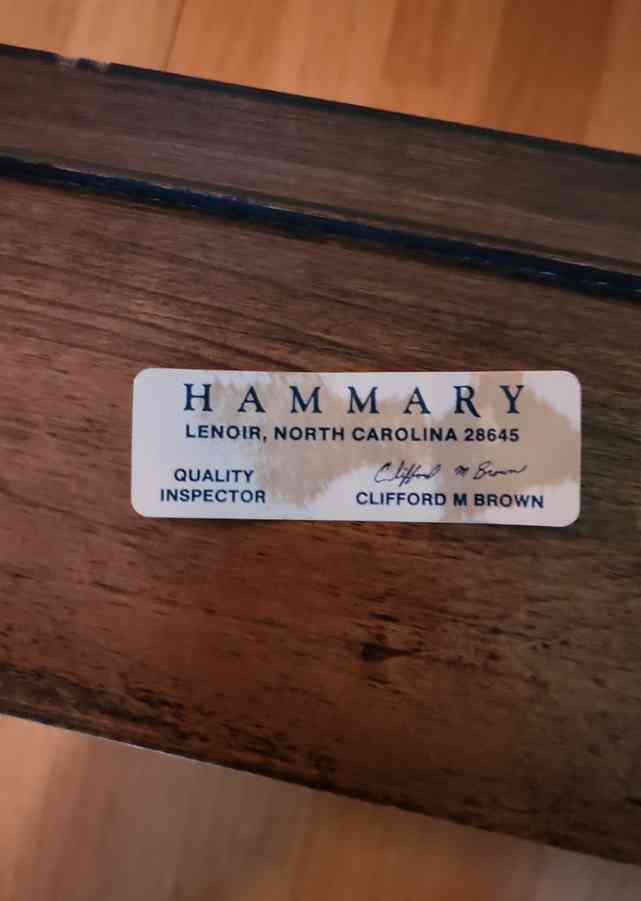 HAMMARY
LENOIR, NORTH CAROLINA 28645
QUALITY
INSPECTOR
Clifford M Brown
CLIFFORD M BROWN